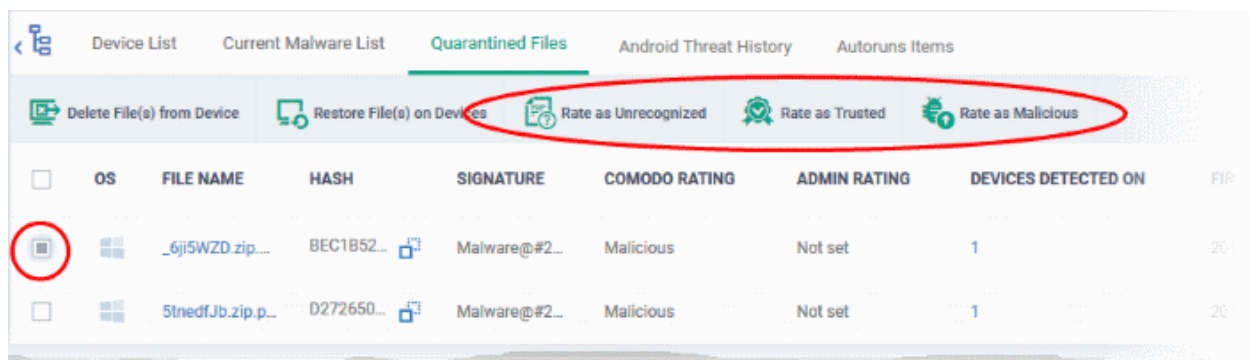 Device List Current Malware List Quarantined Files Android Threat History Autoruns Items
Delete File(s) from Device Restore File(s) on Devices Rate as Unrecognized Rate as Trusted Rate as Malicious
OS FILE NAME HASH SIGNATURE COMODO RATING ADMIN RATING DEVICES DETECTED ON FIR
_6ji5WZD.zip.... BEC1B52... Malware@#2... Malicious Not set 1 20
5tnedfJb.zip.p... D272650... Malware@#2... Malicious Not set 1 20